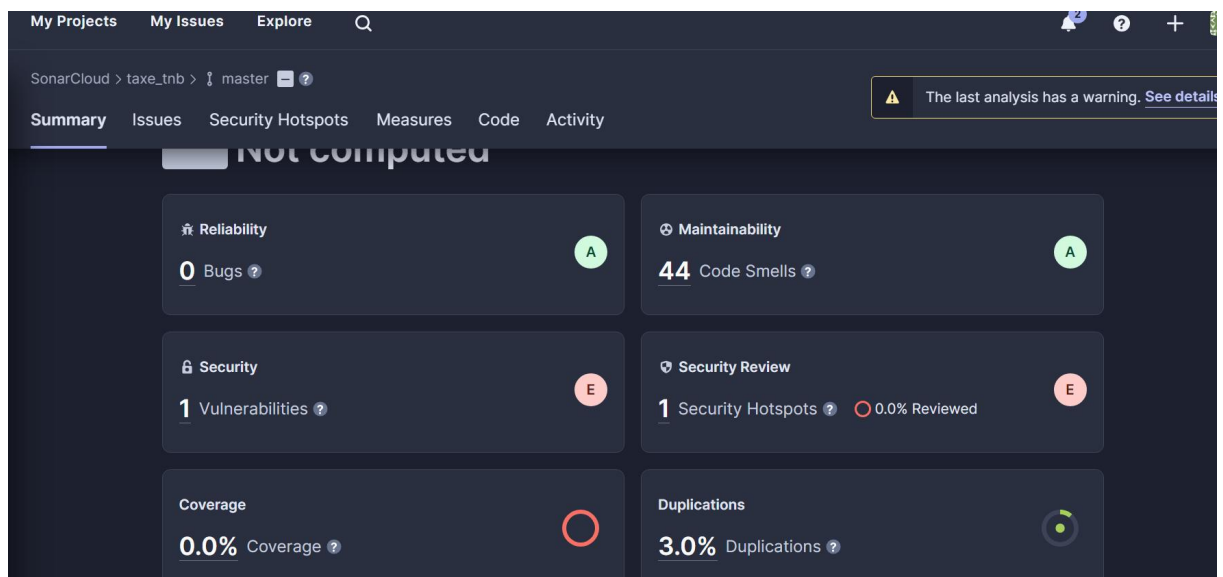 My Projects My Issues Explore 2
SonarCloud > taxe_tnb > master
The last analysis has a warning. See details
Summary Issues Security Hotspots Measures Code Activity
Not computed
Reliability
0 Bugs
A
Maintainability
44 Code Smells
A
Security
1 Vulnerabilities
E
Security Review
1 Security Hotspots 0.0% Reviewed
E
Coverage
0.0% Coverage
Duplications
3.0% Duplications